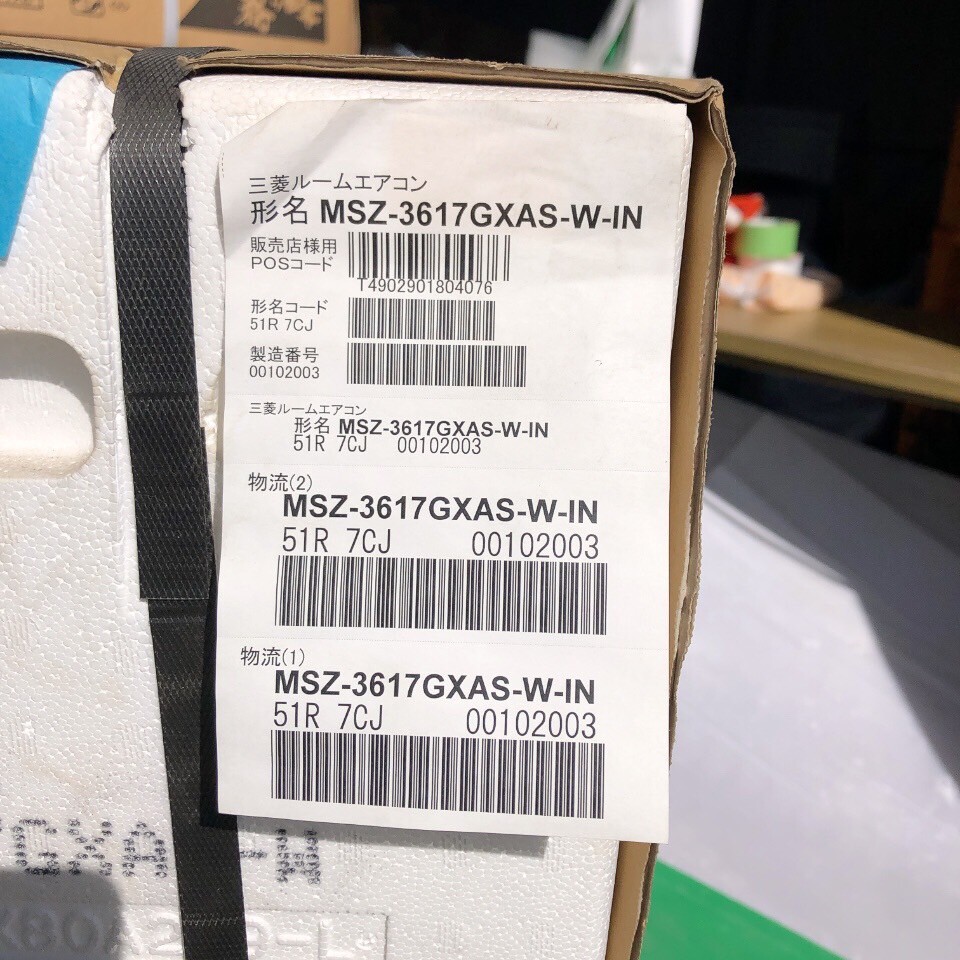 三菱ルームエアコン
形名 MSZ-3617GXAS-W-IN
販売店様用
POSコード
T4902901804076
形名コード
51R 7CJ
製造番号
00102003
三菱ルームエアコン
形名 MSZ-3617GXAS-W-IN
51R 7CJ 00102003
物流(2)
MSZ-3617GXAS-W-IN
51R 7CJ 00102003
物流(1)
MSZ-3617GXAS-W-IN
51R 7CJ 00102003